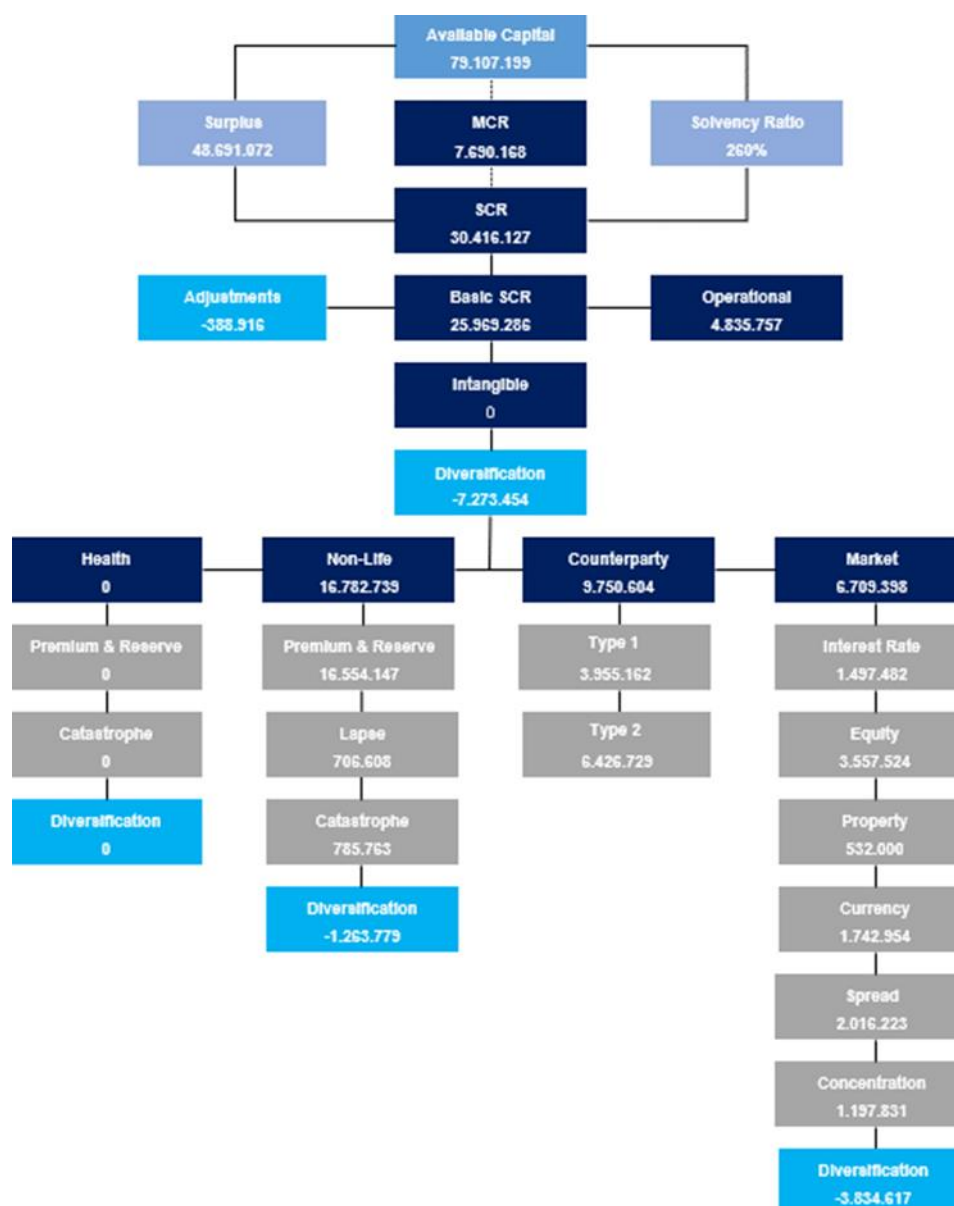 Available Capital
79.107.199
Surplus
48.691.072
MCR
7.690.168
Solvency Ratio
260%
SCR
30.416.127
Adjustments
-388.916
Basic SCR
25.969.286
Operational
4.835.757
Intangible
0
Diversification
-7.273.454
Health
0
Non-Life
16.782.739
Counterparty
9.750.604
Market
6.709.398
Premium & Reserve
0
Premium & Reserve
16.554.147
Type 1
3.955.162
Interest Rate
1.497.482
Catastrophe
0
Lapse
706.608
Type 2
6.426.729
Equity
3.557.524
Diversification
0
Catastrophe
785.763
Property
532.000
Diversification
-1.263.779
Currency
1.742.954
Spread
2.016.223
Concentration
1.197.831
Diversification
-3.834.617